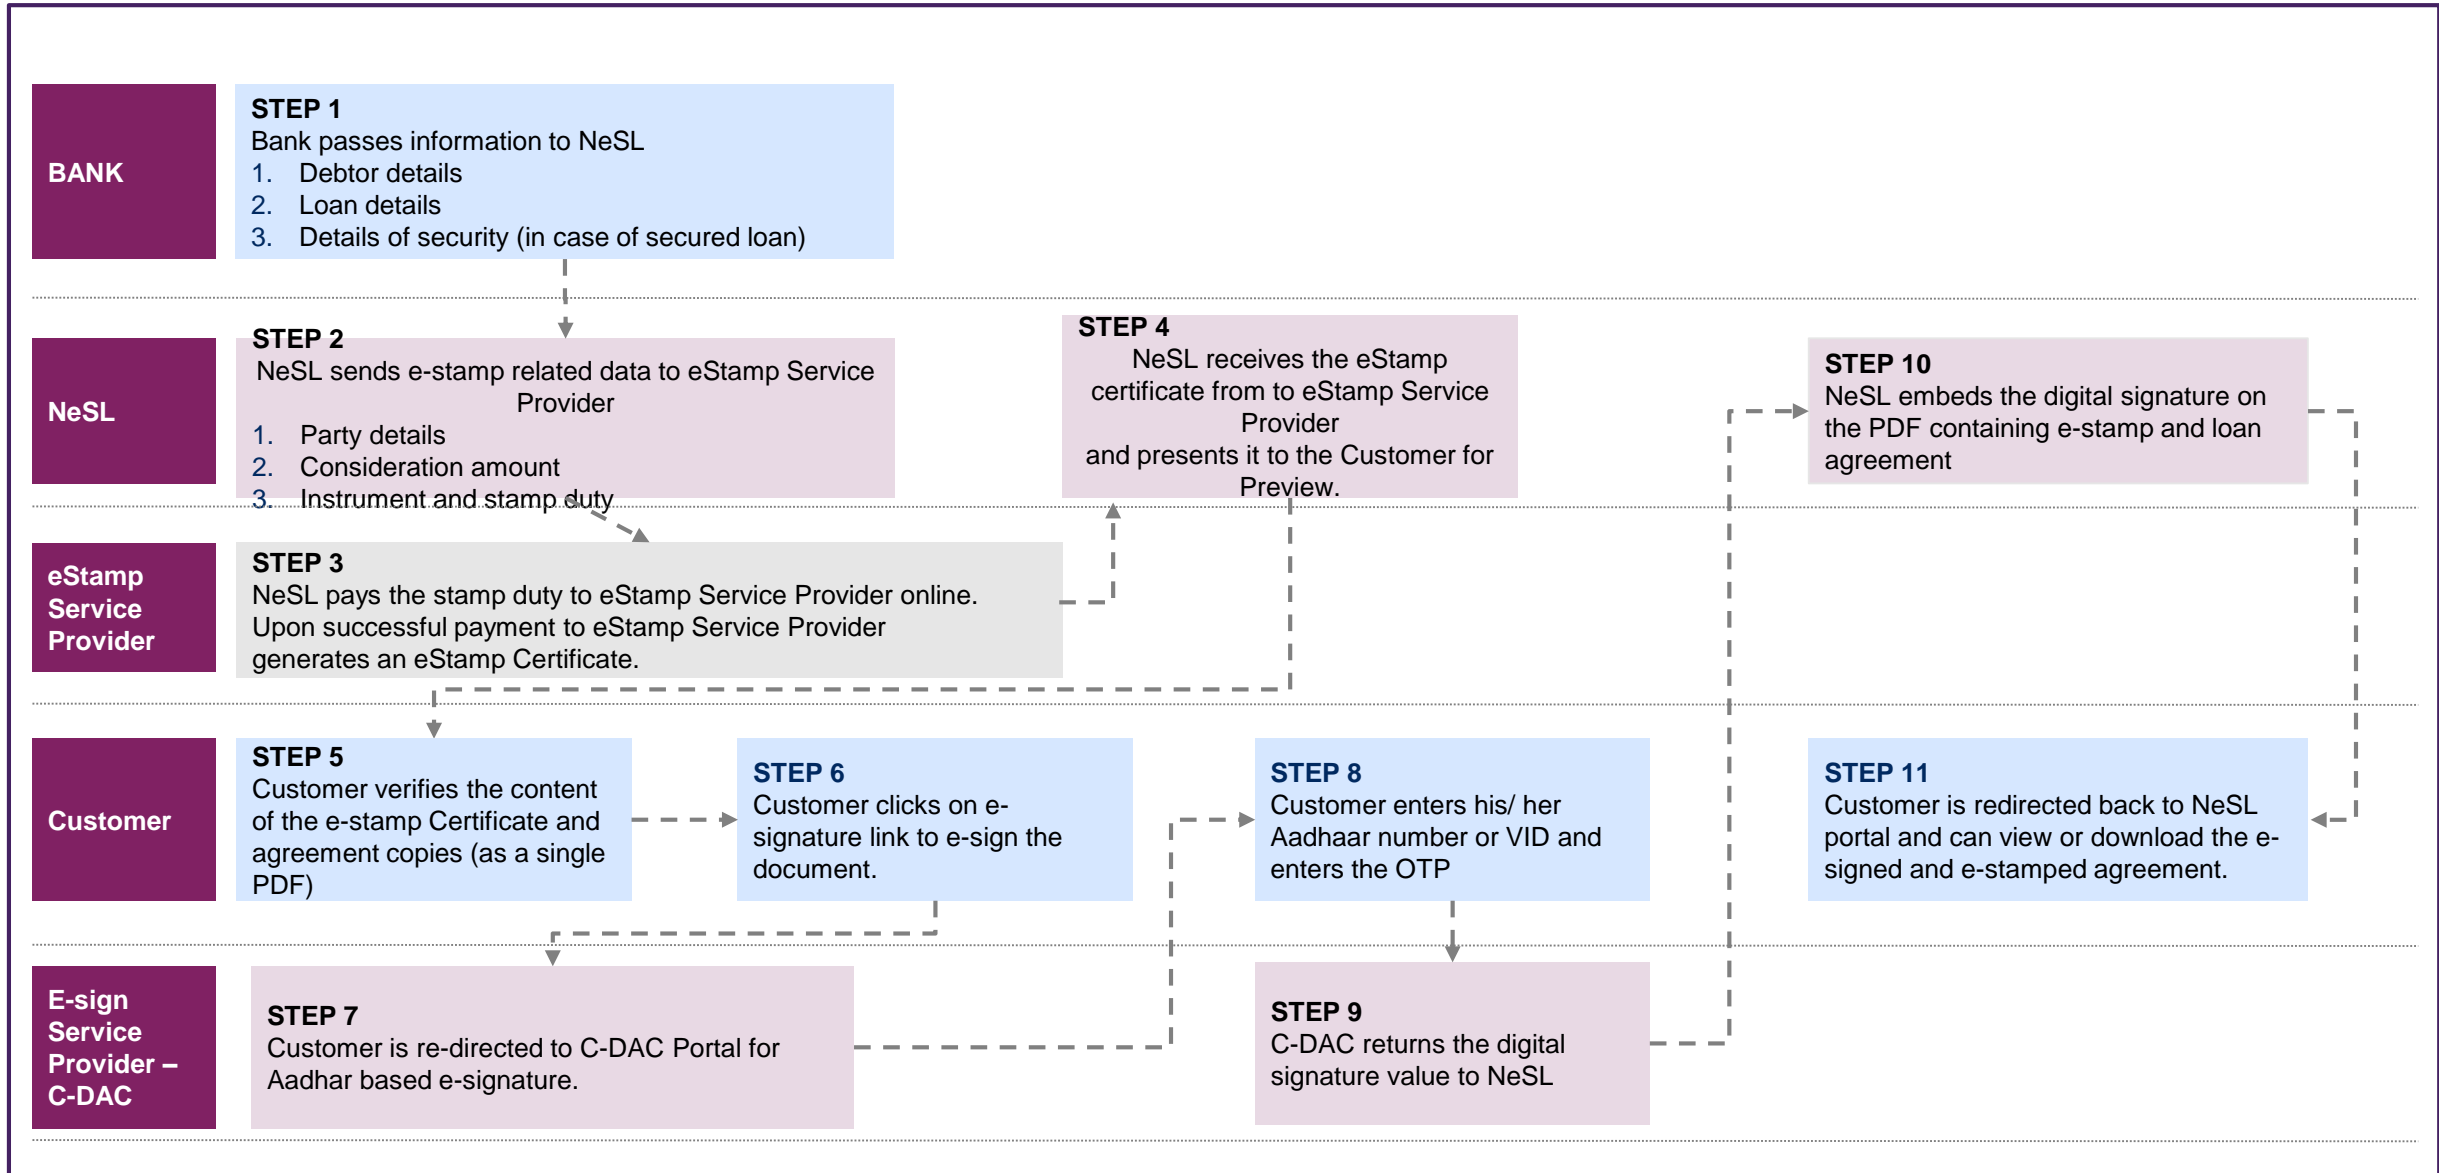 BANK
STEP 1
Bank passes information to NeSL
1. Debtor details
2. Loan details
3. Details of security (in case of secured loan)
NeSL
STEP 2
NeSL sends e-stamp related data to eStamp Service
Provider
1. Party details
2. Consideration amount
3. Instrument and stamp duty
STEP 4
NeSL receives the eStamp
certificate from to eStamp Service
Provider
and presents it to the Customer for
Preview.
STEP 10
NeSL embeds the digital signature on
the PDF containing e-stamp and loan
agreement
eStamp
Service
Provider
STEP 3
NeSL pays the stamp duty to eStamp Service Provider online.
Upon successful payment to eStamp Service Provider
generates an eStamp Certificate.
Customer
STEP 5
Customer verifies the content
of the e-stamp Certificate and
agreement copies (as a single
PDF)
STEP 6
Customer clicks on e-
signature link to e-sign the
document.
STEP 8
Customer enters his/ her
Aadhaar number or VID and
enters the OTP
STEP 11
Customer is redirected back to NeSL
portal and can view or download the e-
signed and e-stamped agreement.
E-sign
Service
Provider –
C-DAC
STEP 7
Customer is re-directed to C-DAC Portal for
Aadhar based e-signature.
STEP 9
C-DAC returns the digital
signature value to NeSL